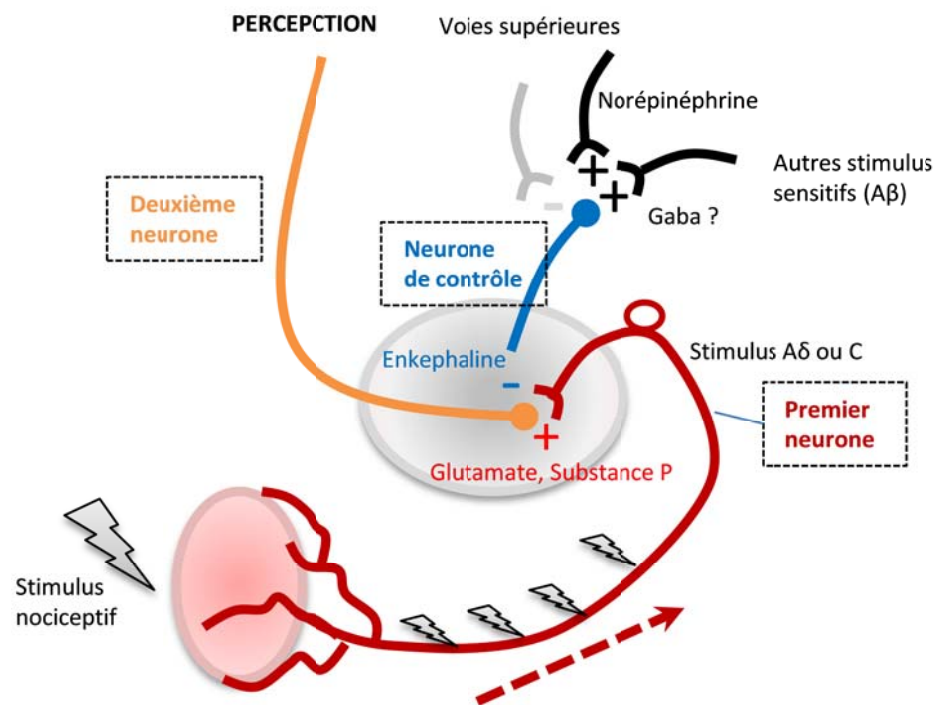 PERCEPCTION
Voies supérieures
Norépinéphrine
+
+
-
Autres stimulus
sensitifs (Aβ)
Gaba ?
Deuxième
neurone
Neurone
de contrôle
Enkephaline
-
+
Stimulus Aδ ou C
Premier
neurone
Glutamate, Substance P
Stimulus
nociceptif